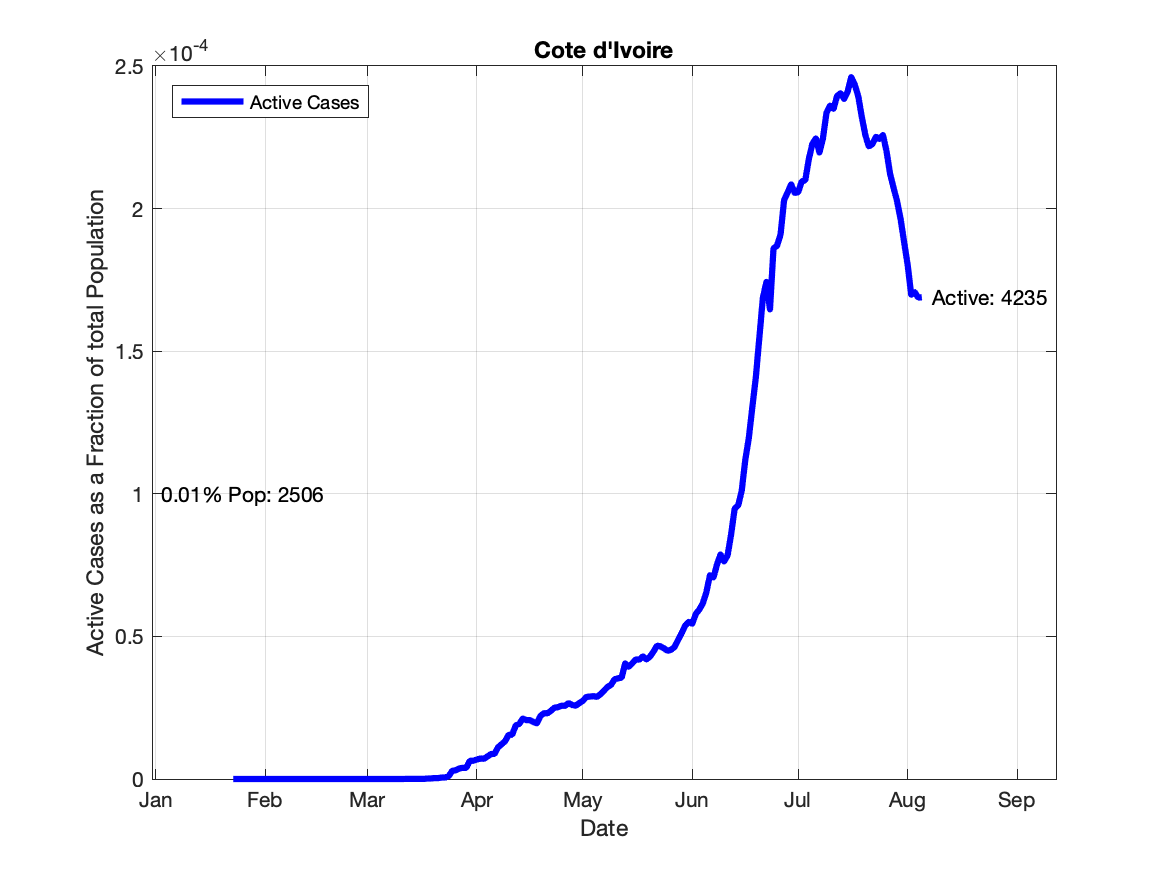 Cote d'Ivoire
×10-4
2.5
2
1.5
1
0.5
0
Active Cases
Active: 4235
0.01% Pop: 2506
Active Cases as a Fraction of total Population
Jan Feb Mar Apr May Jun Jul Aug Sep
Date